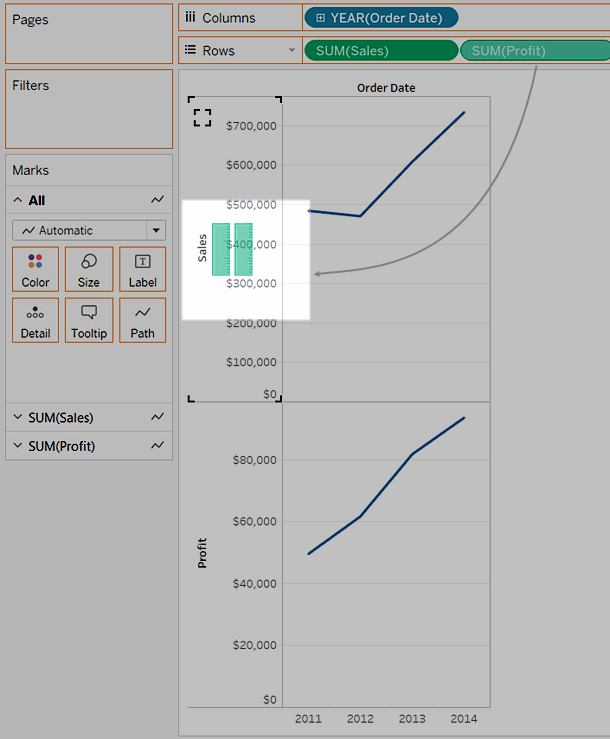 Pages
Columns
YEAR(Order Date)
Rows
SUM(Sales)
SUM(Profit)
Filters
Marks
All
Automatic
Color
Size
Label
Detail
Tooltip
Path
SUM(Sales)
SUM(Profit)
Order Date
Sales
$700,000
$600,000
$500,000
$400,000
$300,000
$200,000
$100,000
$0
Profit
$80,000
$60,000
$40,000
$20,000
$0
2011 2012 2013 2014